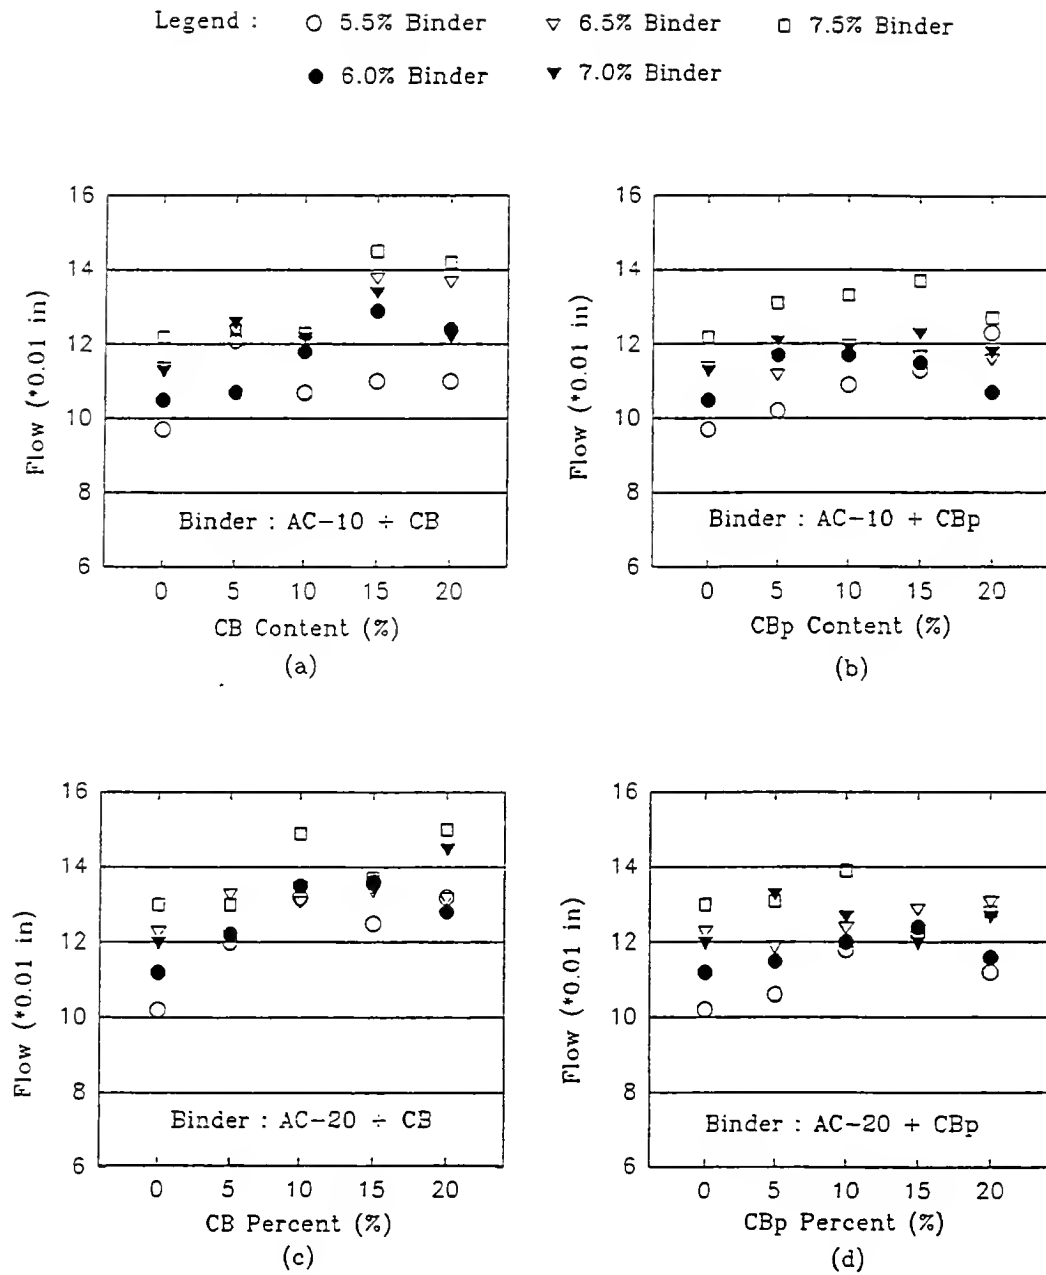 Legend : ○ 5.5% Binder ▽ 6.5% Binder □ 7.5% Binder
● 6.0% Binder ▼ 7.0% Binder
16
14
12
10
8
6
Flow (*0.01 in)
Binder : AC-10 ÷ CB
0 5 10 15 20
CB Content (%)
(a)
16
14
12
10
8
6
Flow (*0.01 in)
Binder : AC-10 + CBp
0 5 10 15 20
CBp Content (%)
(b)
16
14
12
10
8
6
Flow (*0.01 in)
Binder : AC-20 ÷ CB
0 5 10 15 20
CB Percent (%)
(c)
16
14
12
10
8
6
Flow (*0.01 in)
Binder : AC-20 + CBp
0 5 10 15 20
CBp Percent (%)
(d)